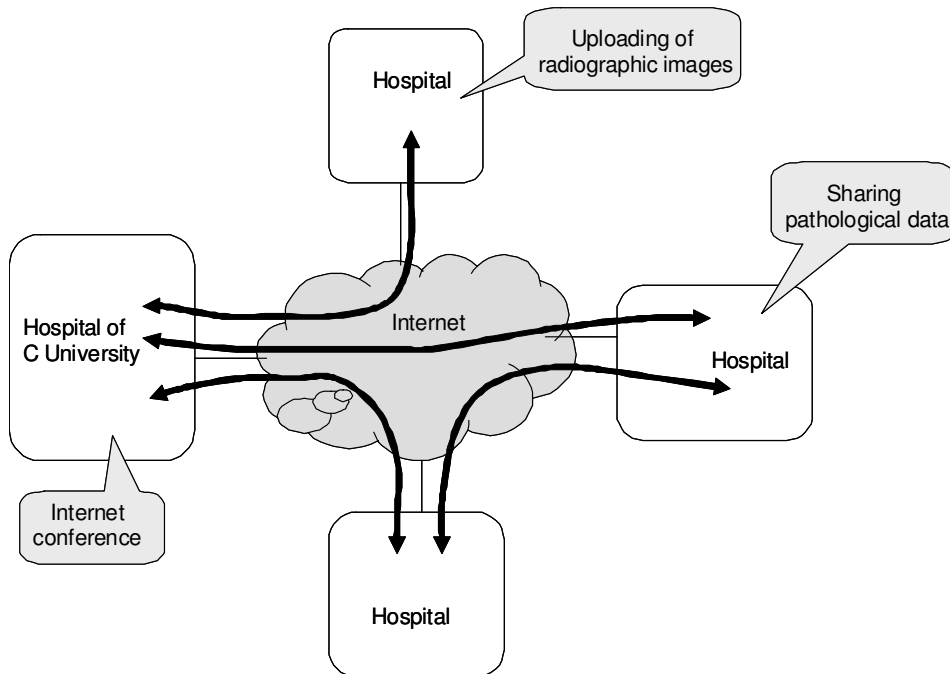 Uploading of
radiographic images
Hospital
Sharing
pathological data
Internet
Hospital of
C University
Hospital
Internet
conference
Hospital